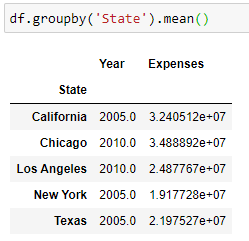 df.groupby('State').mean()
Year Expenses
State
California 2005.0 3.240512e+07
Chicago 2010.0 3.488892e+07
Los Angeles 2010.0 2.487767e+07
New York 2005.0 1.917728e+07
Texas 2005.0 2.197527e+07